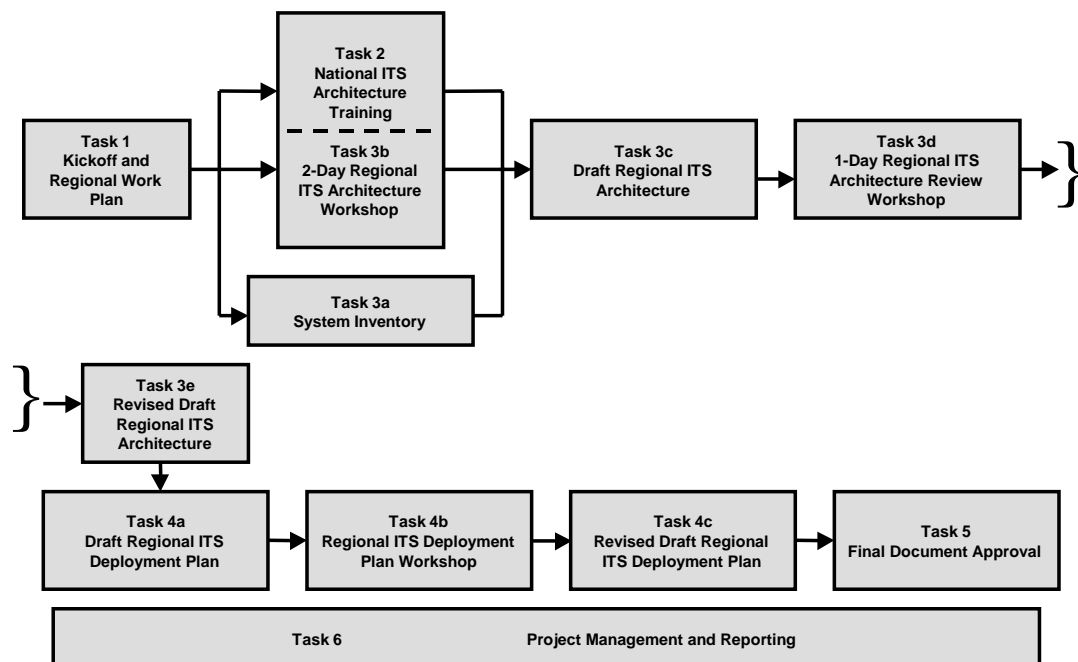 Task 2
National ITS
Architecture
Training
Task 1
Kickoff and
Regional Work
Plan
Task 3b
2-Day Regional
ITS Architecture
Workshop
Task 3c
Draft Regional ITS
Architecture
Task 3d
1-Day Regional ITS
Architecture Review
Workshop
}
Task 3a
System Inventory
}
Task 3e
Revised Draft
Regional ITS
Architecture
Task 4a
Draft Regional ITS
Deployment Plan
Task 4b
Regional ITS Deployment
Plan Workshop
Task 4c
Revised Draft Regional
ITS Deployment Plan
Task 5
Final Document Approval
Task 6 Project Management and Reporting